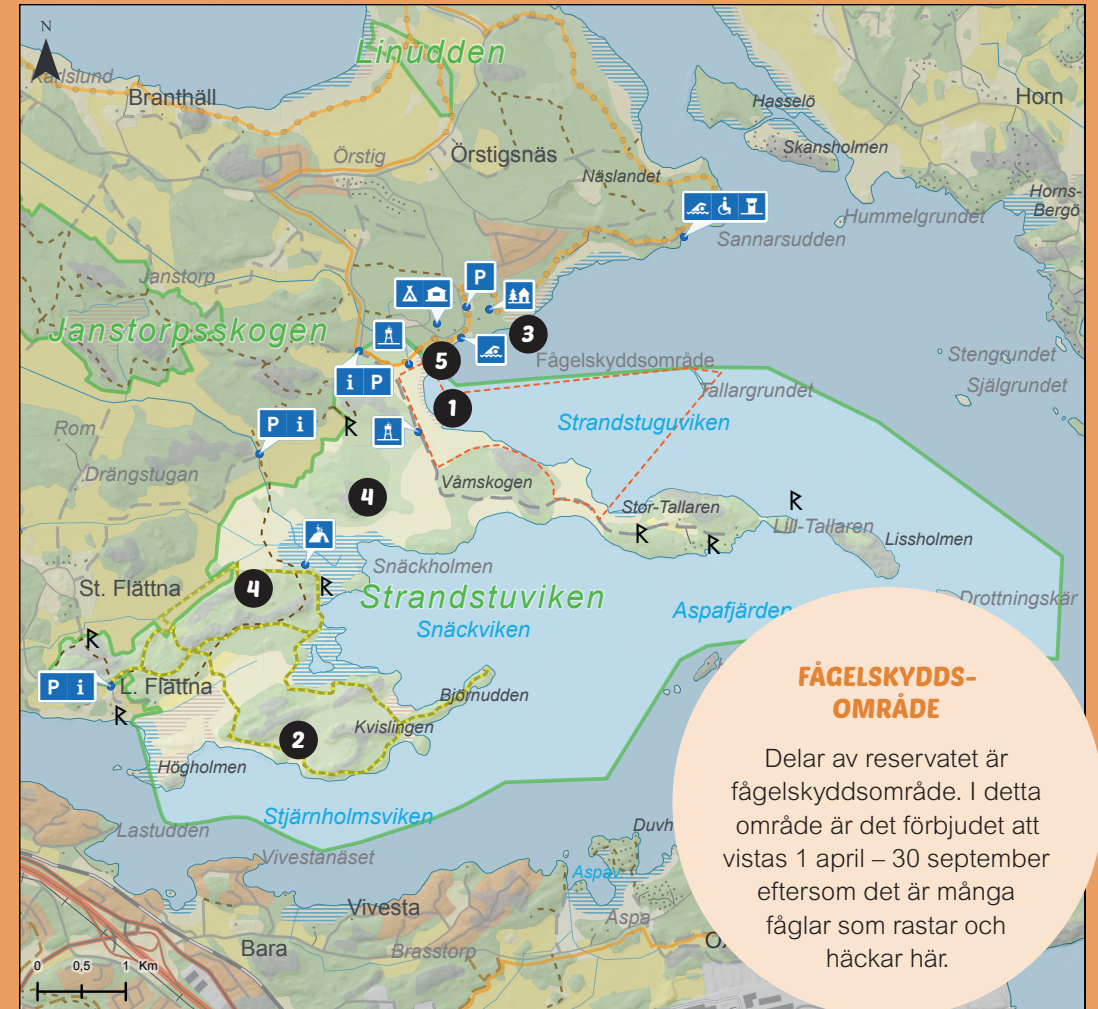 N
Linudden
Karlslund
Branthäll
Hasselö
Horn
Örstig
Örstigsnäs
Skansholmen
Näslandet
Horns-
Bergö
Hummelgrundet
Sannarsudden
Janstorp
P
Janstorpsskogen
3
5
Fågelskyddsområde
Stengrundet
i P
Tallargrundet
Själgrundet
1
P i
Rom
Strandstuguviken
Drängstugan
Våmskogen
4
R
Stor-Tallaren
Lill-Tallaren
Lissholmen
Snäckholmen
St. Flättna
4
Strandstuviken
Drottningskär
Aspafjärden
Snäckviken
P i
L. Flättna
Björnudden
Kvislingen
2
Högholmen
Stjärnholmsviken
Lastudden
Duvh
Vivestanäset
Aspav
Vivesta
Aspa
Bara
Brasstorp
0 0,5 1 Km
FÅGELSKYDDS-
OMRÅDE
Delar av reservatet är
fågelskyddsområde. I detta
område är det förbjudet att
vistas 1 april – 30 september
eftersom det är många
fåglar som rastar och
häckar här.